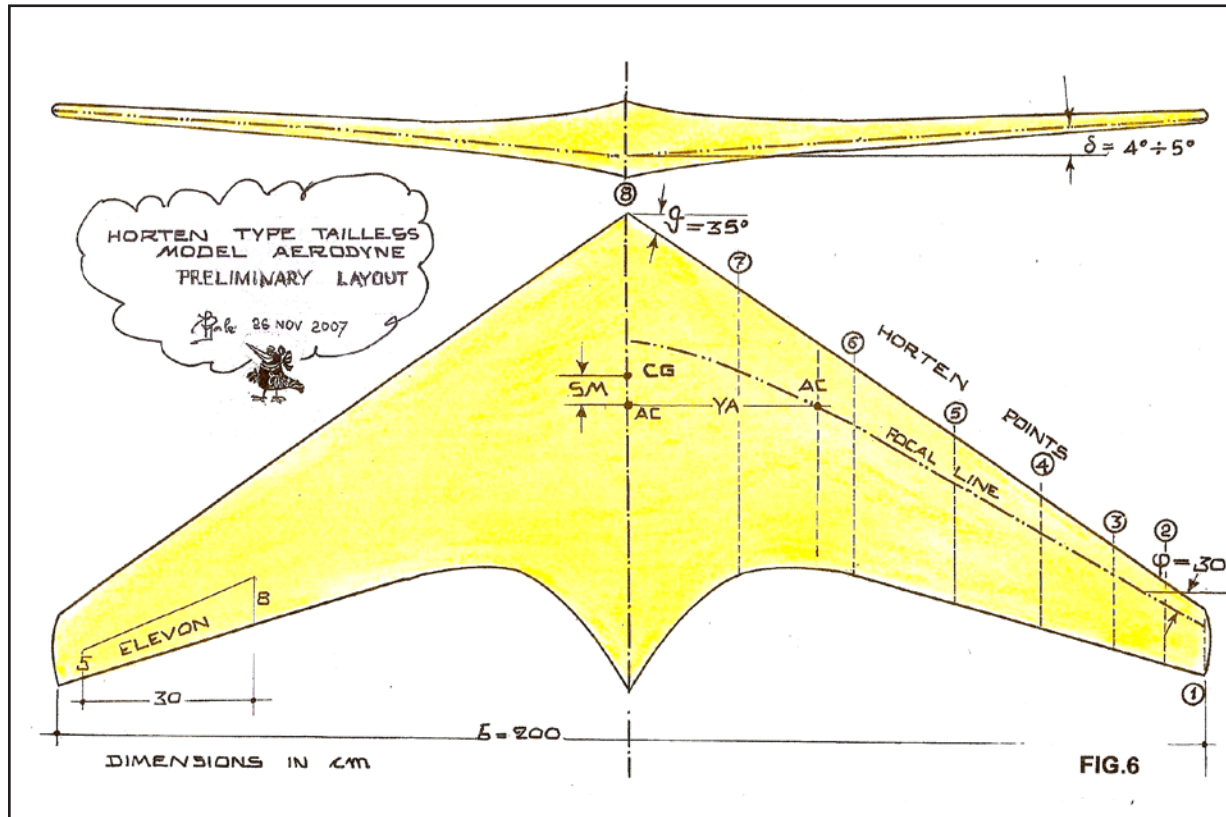 δ = 4° ÷ 5°
⑧
HORTEN TYPE TAILLESS
MODEL AERODYNE
PRELIMINARY LAYOUT
26 NOV 2007
ϑ = 35°
⑦
⑥
HORTEN POINTS
CG
SM
AC
YA
AC
⑤
FOCAL LINE
④
③
②
φ = 30
8
ELEVON
5
30
①
b = 200
DIMENSIONS IN cm
FIG.6